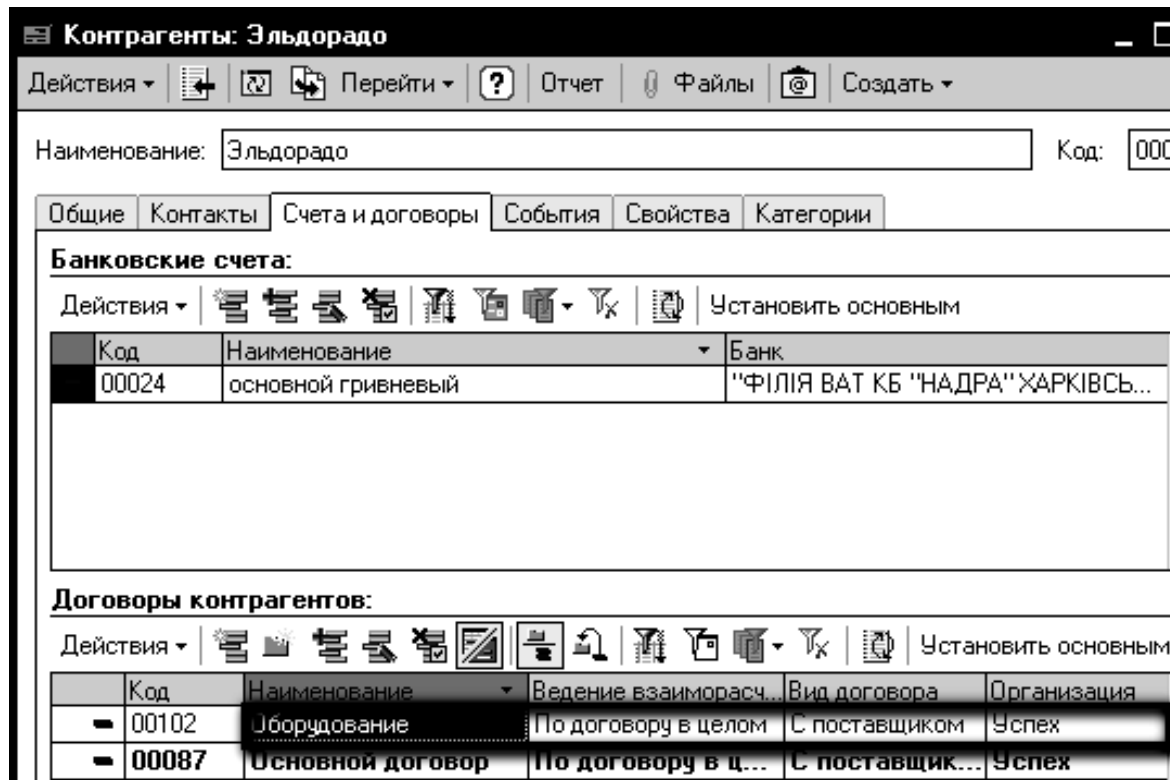 Контрагенты: Эльдорадо
Действия Перейти ? Отчет Файлы @ Создать
Наименование: Эльдорадо Код: 000
Общие Контакты Счета и договоры События Свойства Категории
Банковские счета:
Действия Установить основным
Код Наименование Банк
00024 основной гривневый "ФІЛІЯ ВАТ КБ "НАДРА" ХАРКІВСЬ...
Договоры контрагентов:
Действия Установить основным
Код Наименование Ведение взаиморасч... Вид договора Организация
00102 Оборудование По договору в целом С поставщиком Успех
00087 Основной договор По договору в ц... С поставщик... Успех